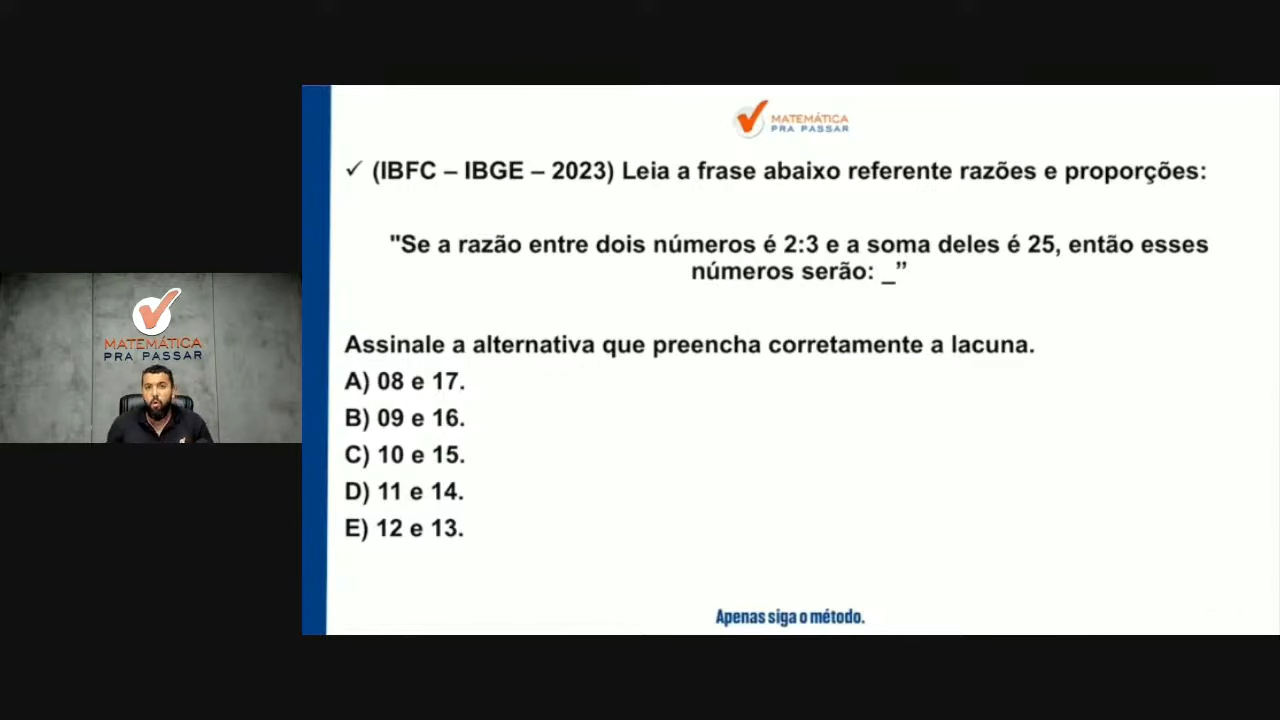 MATEMÁTICA
PRA PASSAR
✓ (IBFC – IBGE – 2023) Leia a frase abaixo referente razões e proporções:
"Se a razão entre dois números é 2:3 e a soma deles é 25, então esses
números serão: _”
Assinale a alternativa que preencha corretamente a lacuna.
A) 08 e 17.
B) 09 e 16.
C) 10 e 15.
D) 11 e 14.
E) 12 e 13.
Apenas siga o método.
MATEMÁTICA
PRA PASSAR